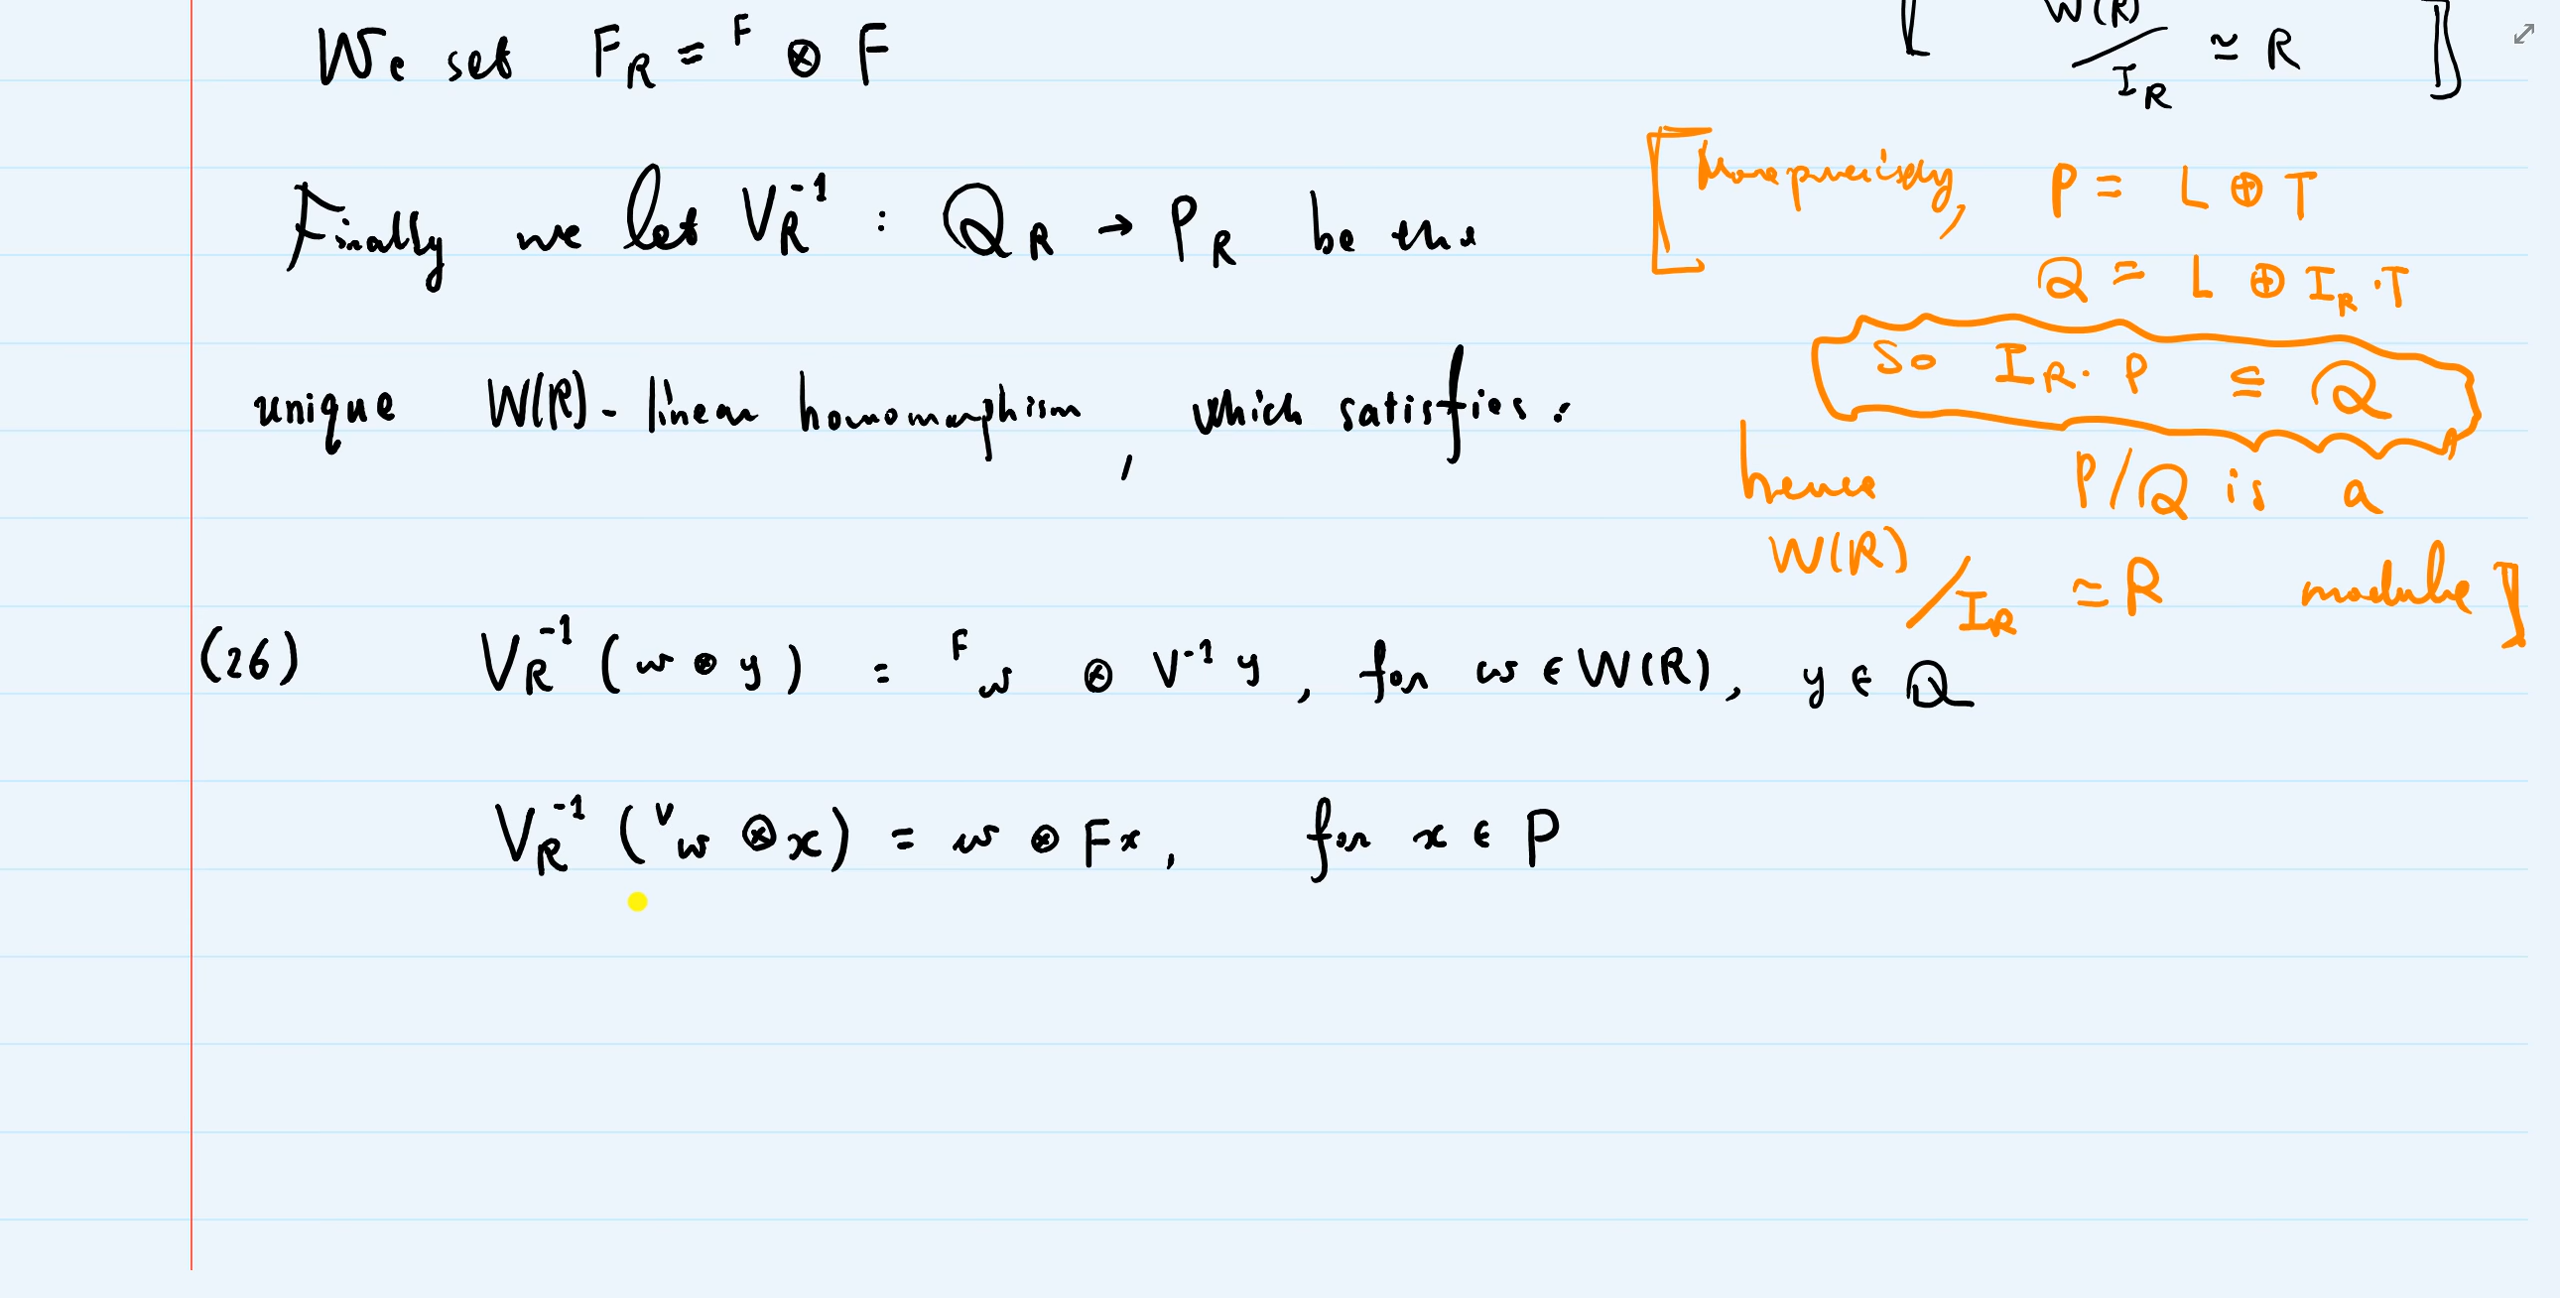 We set F_R = ^F ⊗ F
[ W(R)/I_R ≃ R ]
Finally we let V_R^{-1} : Q_R → P_R be the
unique W(R)-linear homomorphism, which satisfies:
[More precisely, P = L ⊕ T
Q = L ⊕ I_R · T
So I_R · P ⊆ Q
hence P/Q is a
W(R)/I_R ≃ R module]
(26) V_R^{-1} (w ⊗ y) = ^F w ⊗ V^{-1} y, for w ∈ W(R), y ∈ Q
V_R^{-1} (^V w ⊗ x) = w ⊗ Fx, for x ∈ P